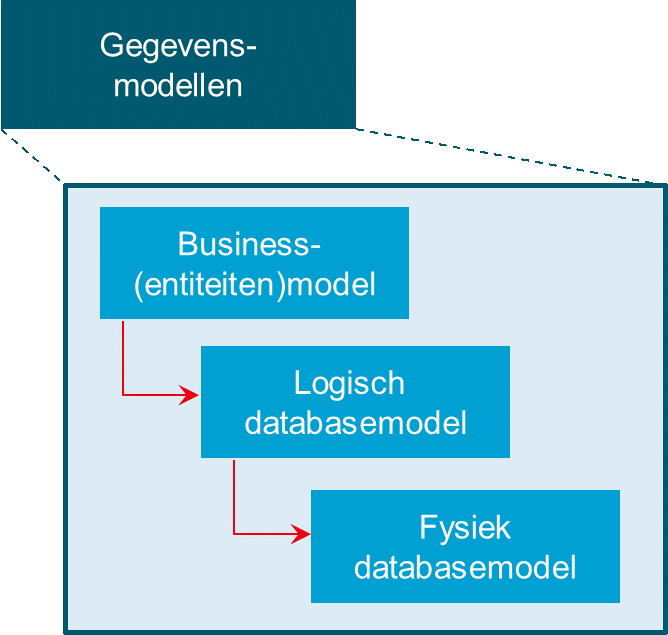 Gegevens-
modellen
Business-
(entiteiten)model
Logisch
databasemodel
Fysiek
databasemodel